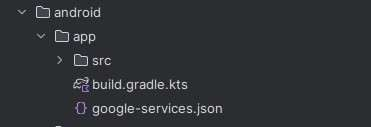 android
app
src
build.gradle.kts
google-services.json